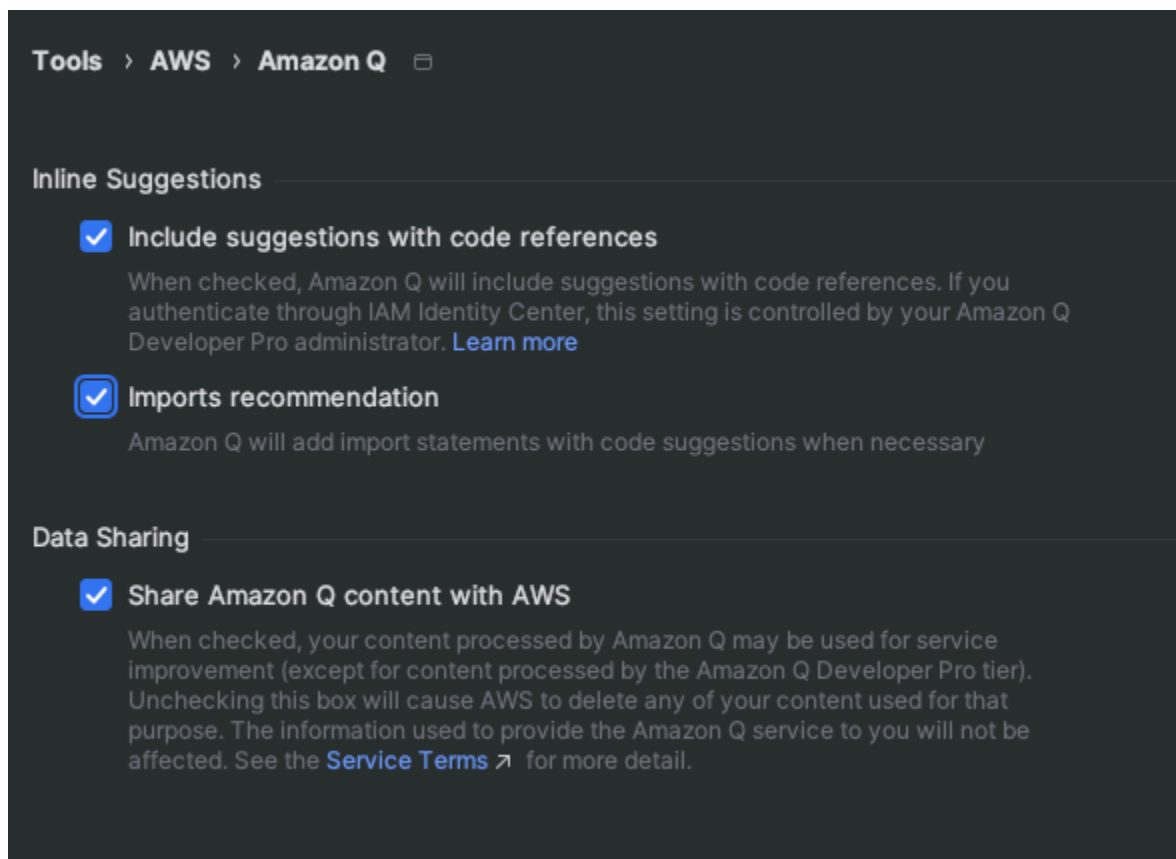 Tools › AWS › Amazon Q
Inline Suggestions
Include suggestions with code references
When checked, Amazon Q will include suggestions with code references. If you
authenticate through IAM Identity Center, this setting is controlled by your Amazon Q
Developer Pro administrator. Learn more
Imports recommendation
Amazon Q will add import statements with code suggestions when necessary
Data Sharing
Share Amazon Q content with AWS
When checked, your content processed by Amazon Q may be used for service
improvement (except for content processed by the Amazon Q Developer Pro tier).
Unchecking this box will cause AWS to delete any of your content used for that
purpose. The information used to provide the Amazon Q service to you will not be
affected. See the Service Terms ↗ for more detail.